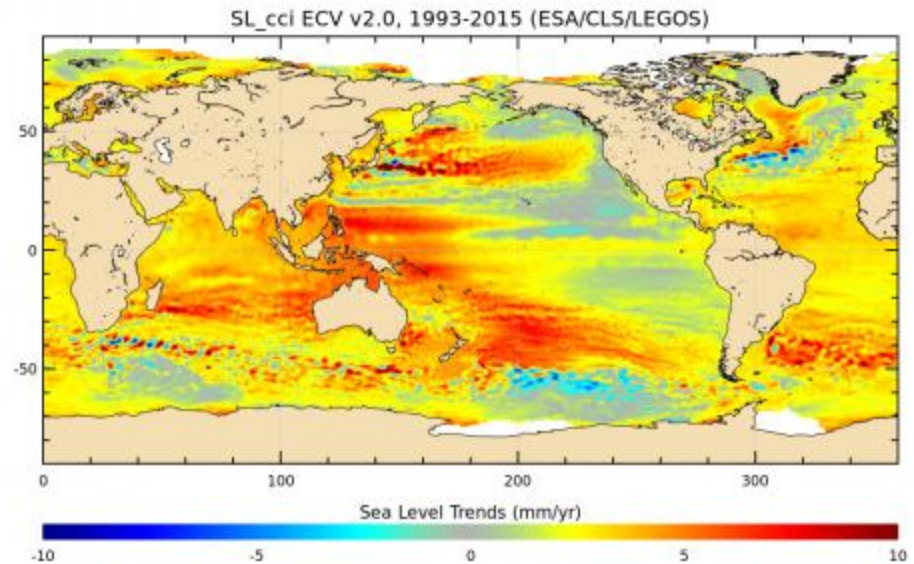 SL_cci ECV v2.0, 1993-2015 (ESA/CLS/LEGOS)
50
0
-50
0 100 200 300
Sea Level Trends (mm/yr)
-10 -5 0 5 10